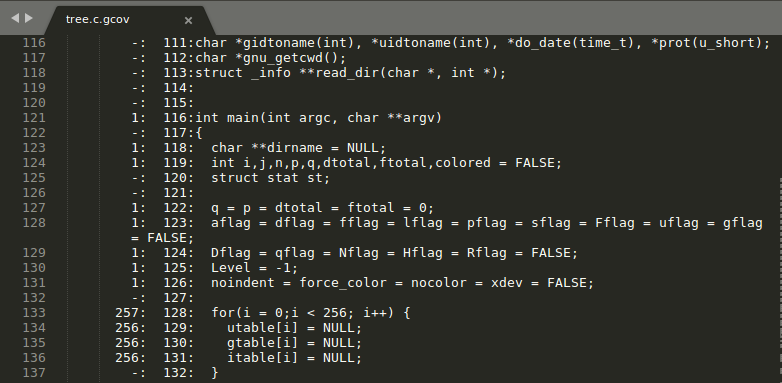 tree.c.gcov ×
116 -: 111:char *gidtoname(int), *uidtoname(int), *do_date(time_t), *prot(u_short);
117 -: 112:char *gnu_getcwd();
118 -: 113:struct _info **read_dir(char *, int *);
119 -: 114:
120 -: 115:
121 1: 116:int main(int argc, char **argv)
122 -: 117:{
123 1: 118:  char **dirname = NULL;
124 1: 119:  int i,j,n,p,q,dtotal,ftotal,colored = FALSE;
125 -: 120:  struct stat st;
126 -: 121:
127 1: 122:  q = p = dtotal = ftotal = 0;
128 1: 123:  aflag = dflag = fflag = lflag = pflag = sflag = Fflag = uflag = gflag
= FALSE;
129 1: 124:  Dflag = qflag = Nflag = Hflag = Rflag = FALSE;
130 1: 125:  Level = -1;
131 1: 126:  noindent = force_color = nocolor = xdev = FALSE;
132 -: 127:
133 257: 128:  for(i = 0;i < 256; i++) {
134 256: 129:    utable[i] = NULL;
135 256: 130:    gtable[i] = NULL;
136 256: 131:    itable[i] = NULL;
137 -: 132:  }